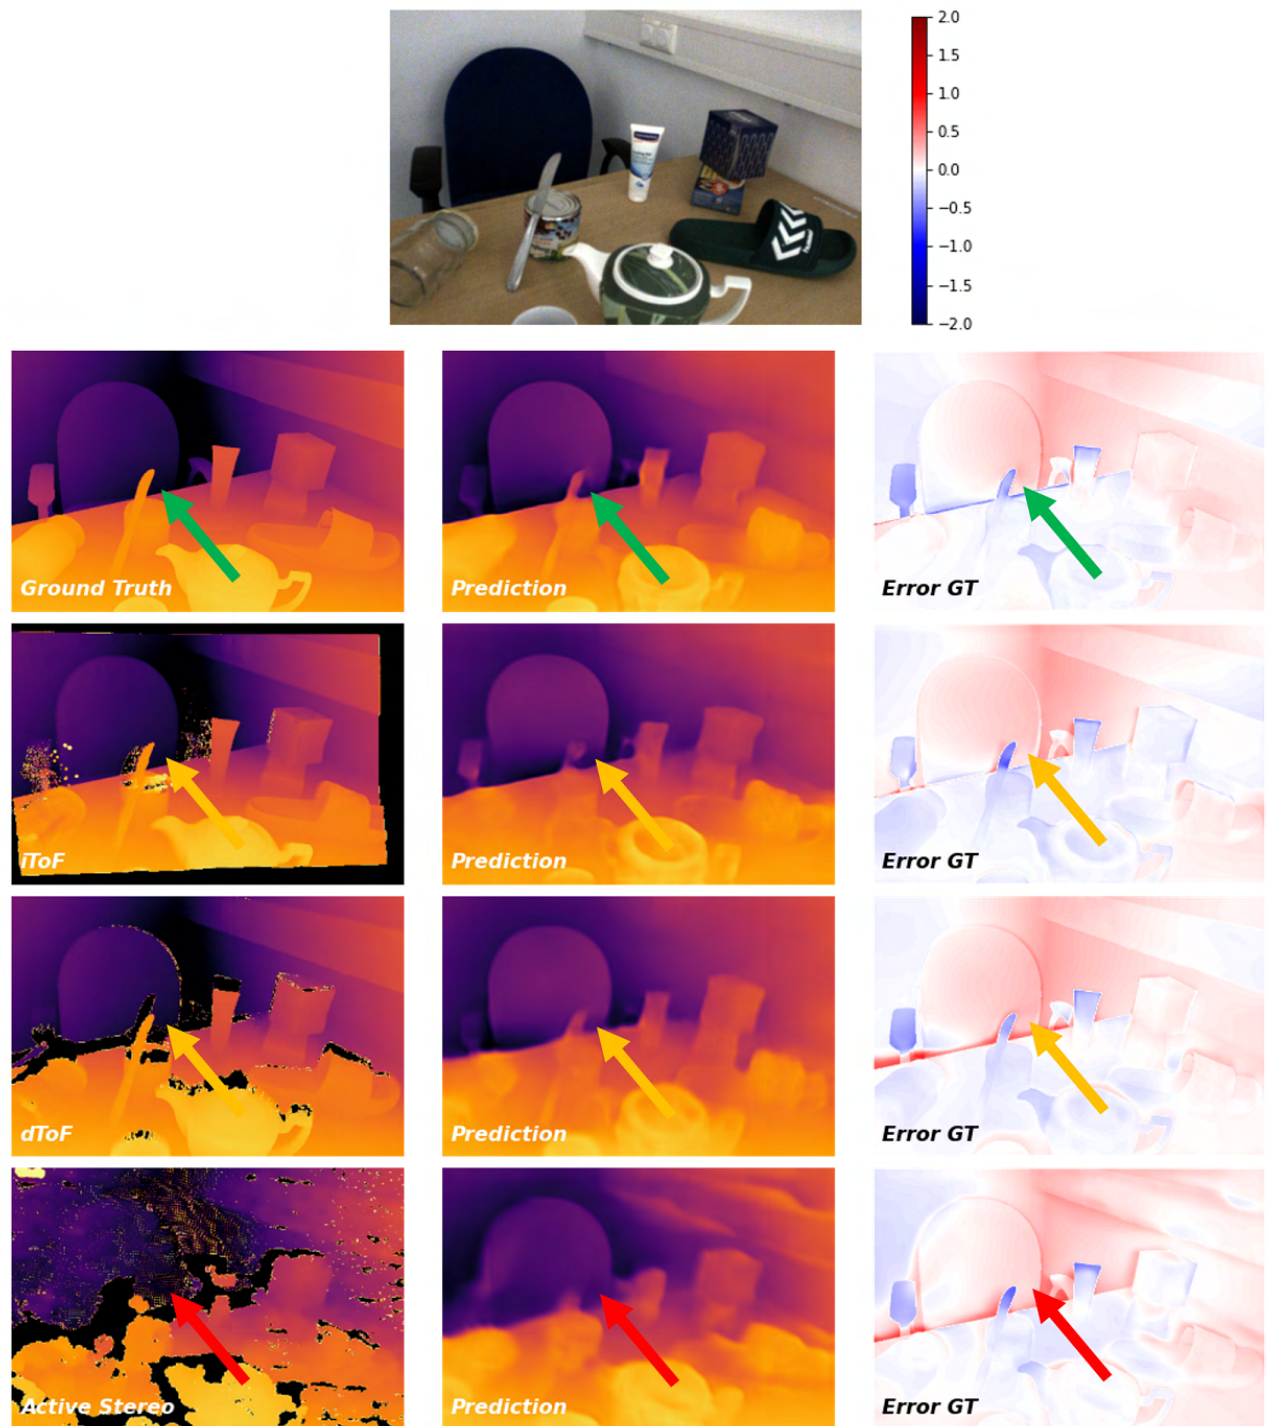 2.0
1.5
1.0
0.5
0.0
−0.5
−1.0
−1.5
−2.0
Ground Truth
Prediction
Error GT
iToF
Prediction
Error GT
dToF
Prediction
Error GT
Active Stereo
Prediction
Error GT